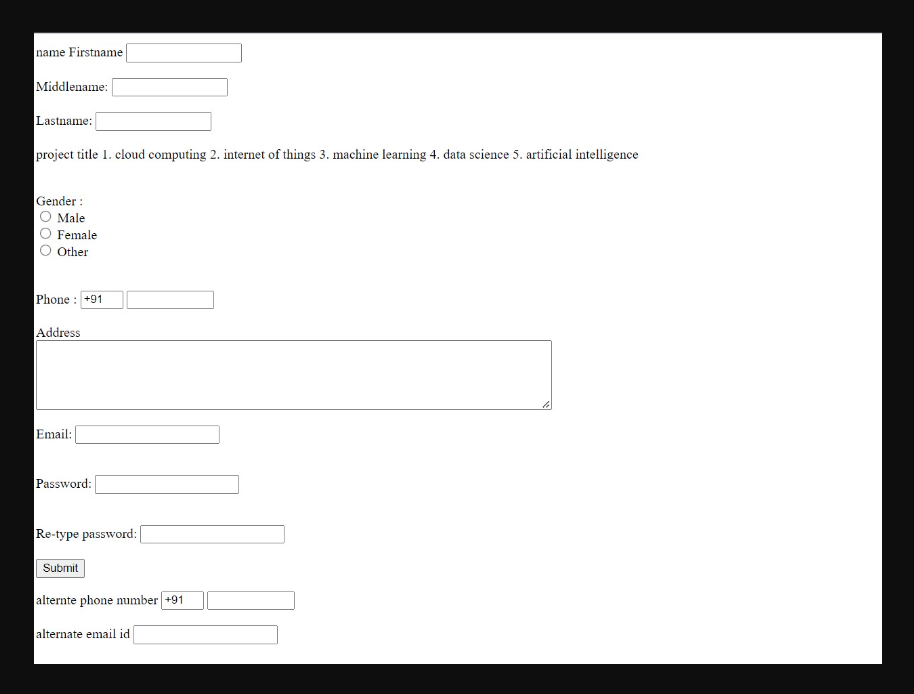 name Firstname
Middlename:
Lastname:
project title 1. cloud computing 2. internet of things 3. machine learning 4. data science 5. artificial intelligence
Gender :
Male
Female
Other
Phone : +91
Address
Email:
Password:
Re-type password:
Submit
alternte phone number +91
alternate email id